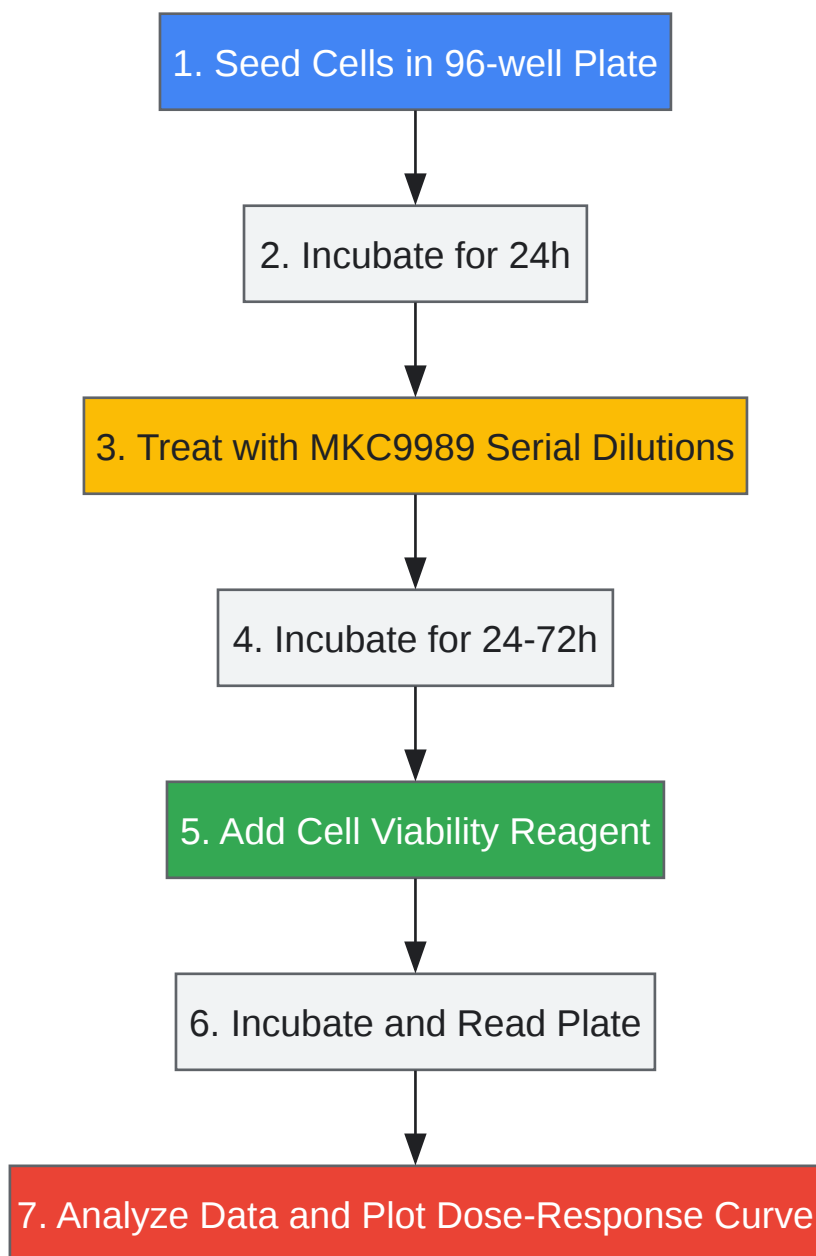 1. Seed Cells in 96-well Plate
2. Incubate for 24h
3. Treat with MKC9989 Serial Dilutions
4. Incubate for 24-72h
5. Add Cell Viability Reagent
6. Incubate and Read Plate
7. Analyze Data and Plot Dose-Response Curve